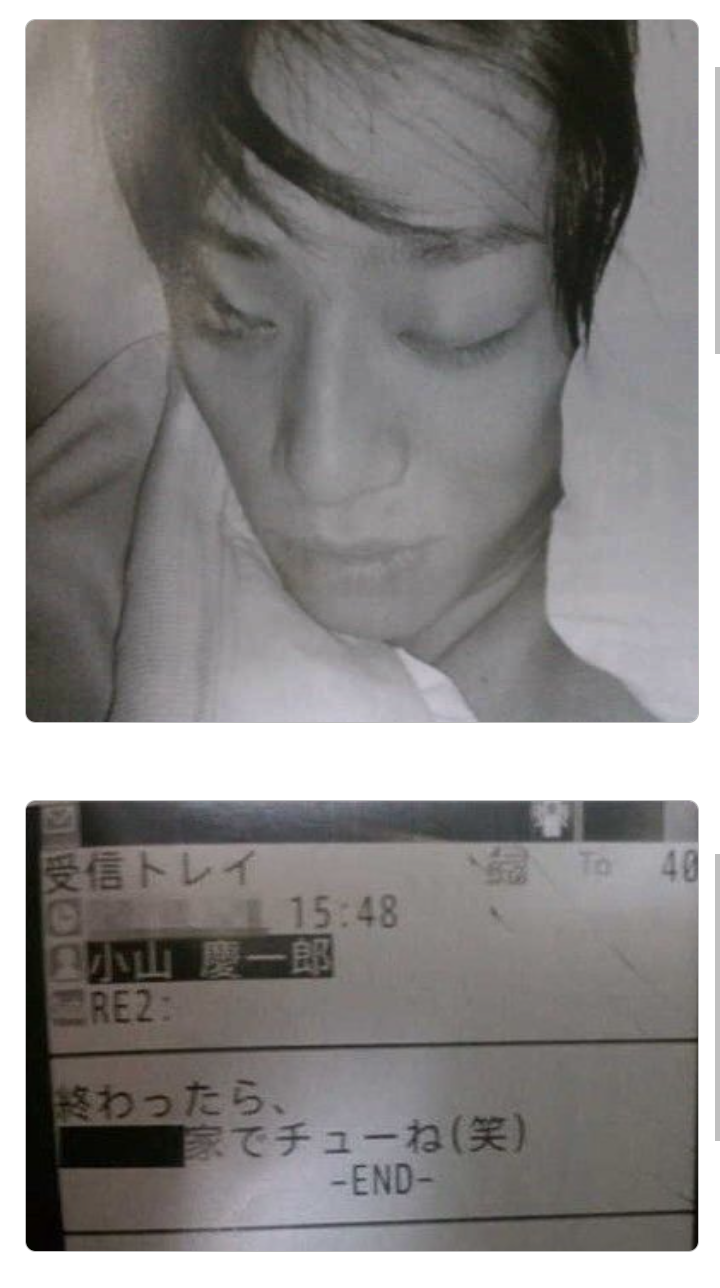 受信トレイ To 40
15:48
小山 慶一郎
RE2:
終わったら、
家でチューね(笑)
-END-